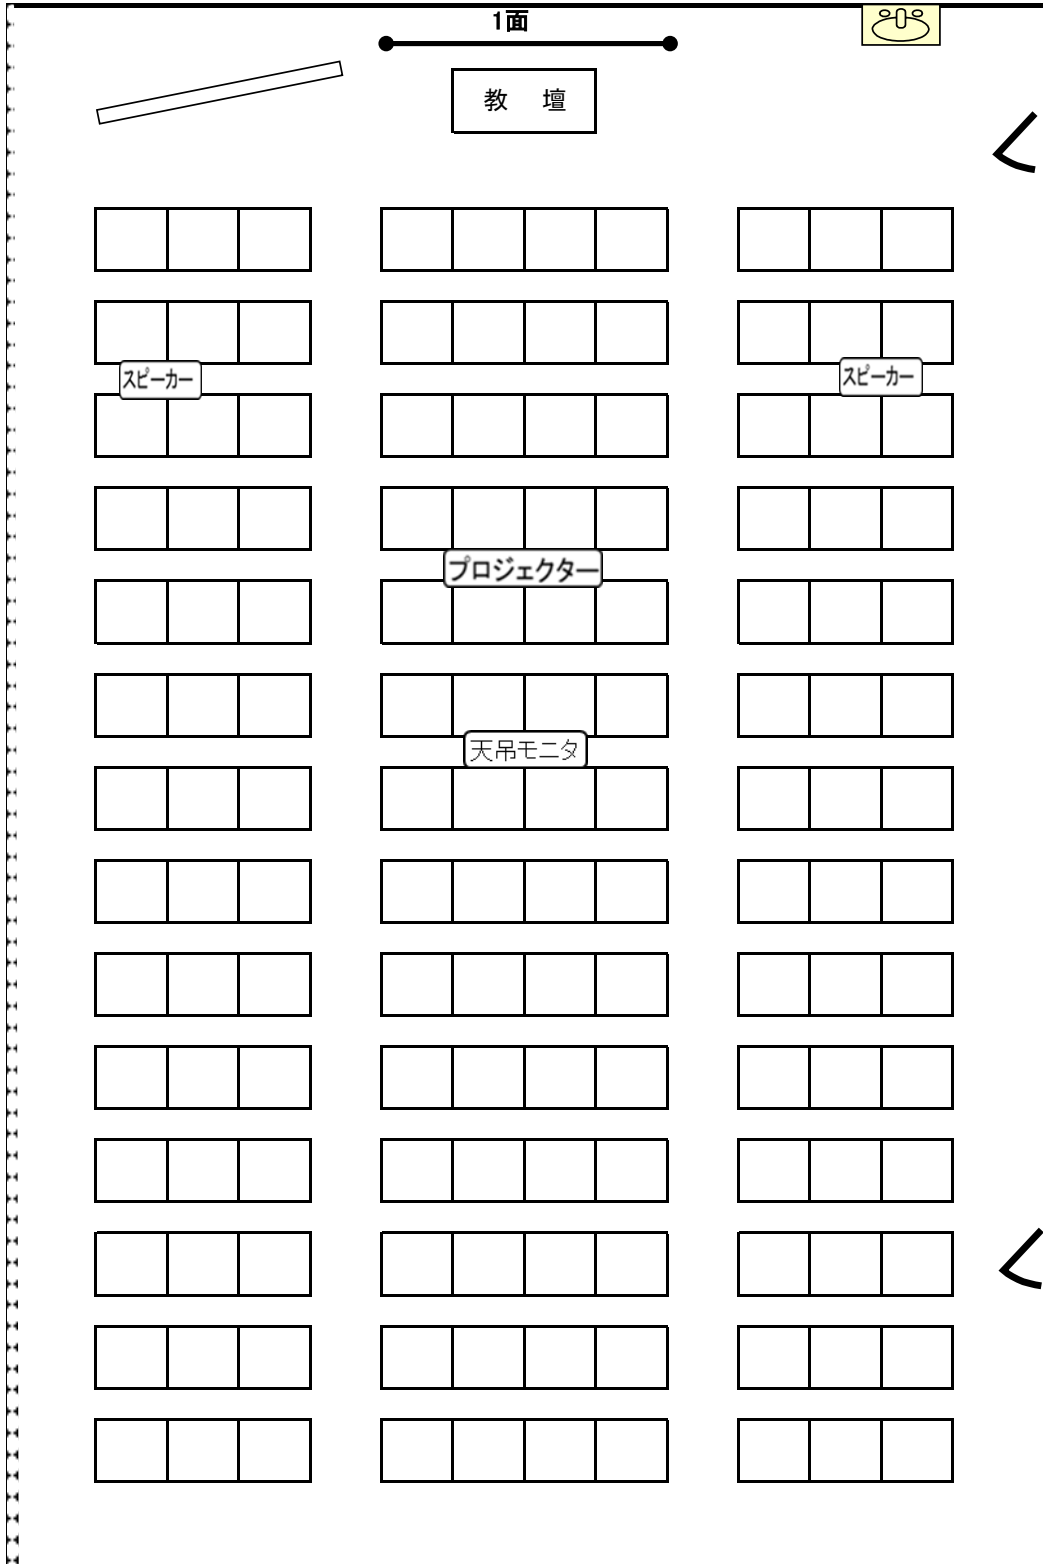 1面
教 壇
スピーカー
スピーカー
プロジェクター
天吊モニタ